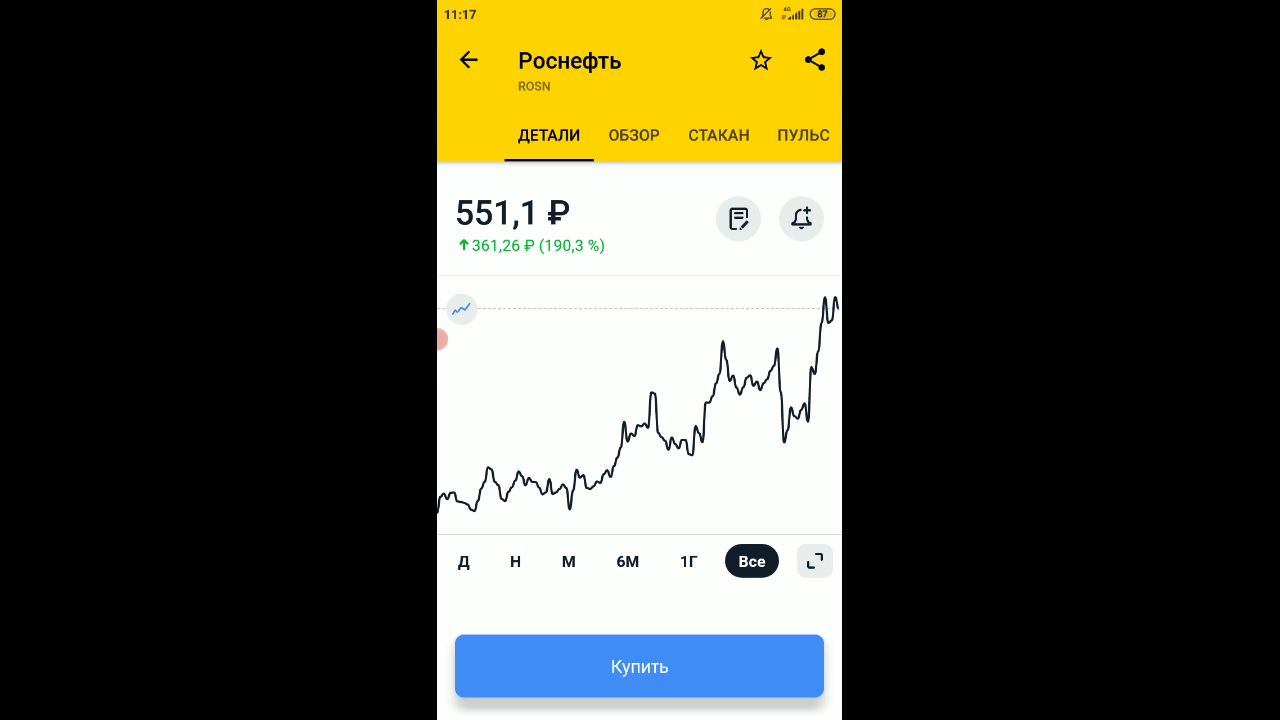 11:17
4G
87
Роснефть
ROSN
ДЕТАЛИ ОБЗОР СТАКАН ПУЛЬС
551,1 ₽
361,26 ₽ (190,3 %)
Д Н М 6М 1Г Все
Купить